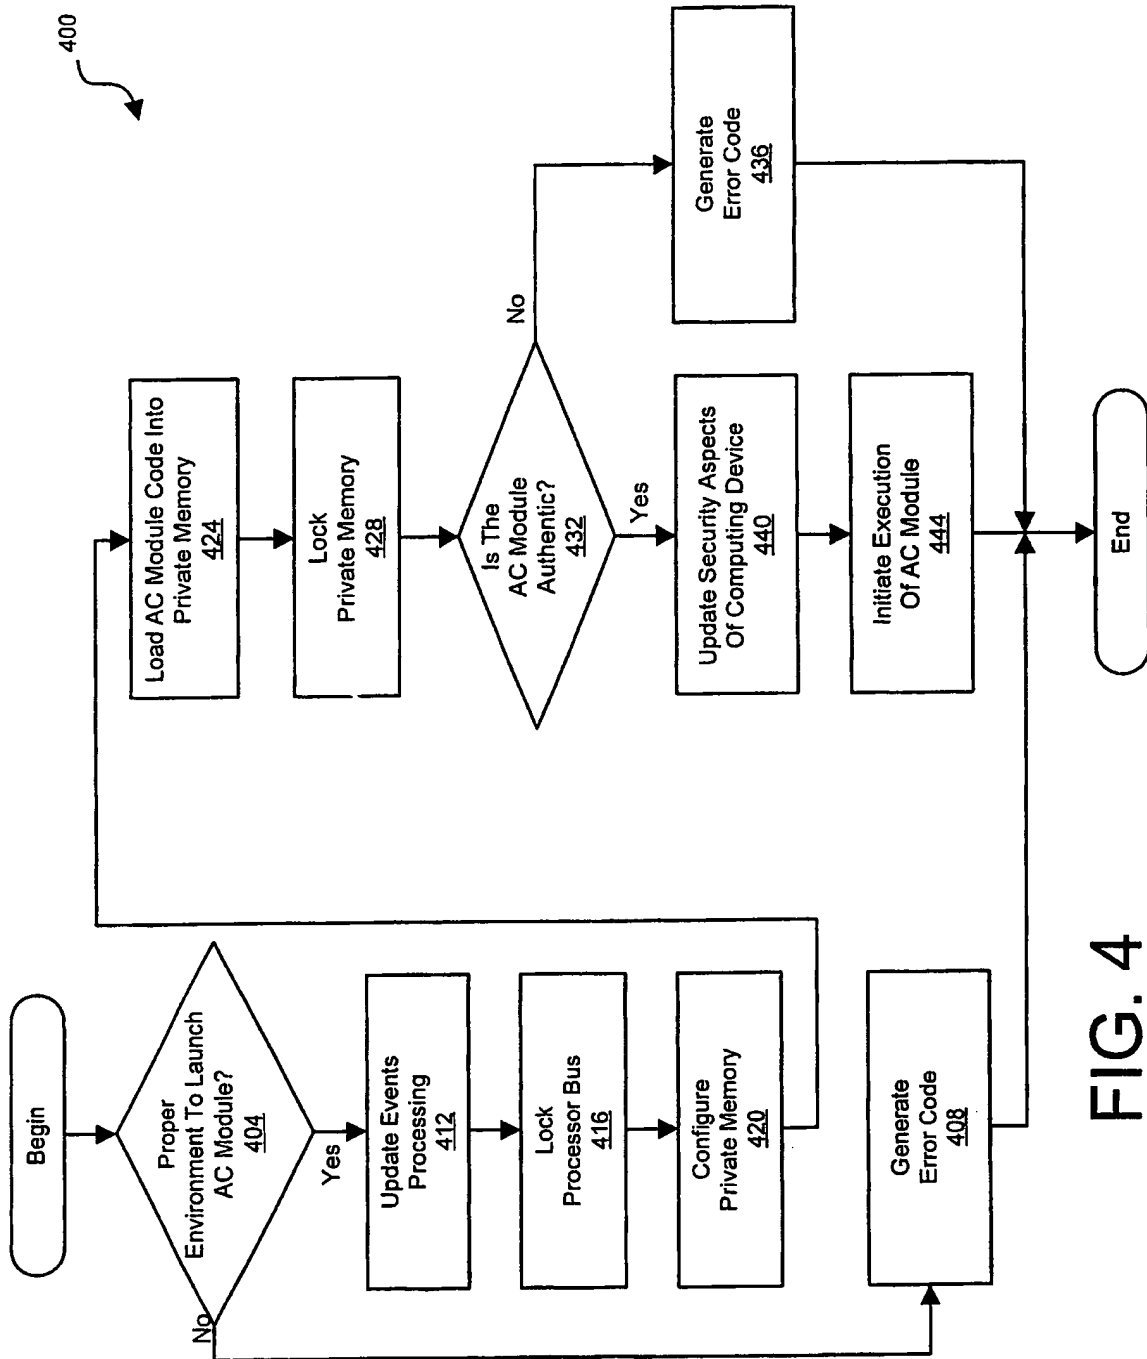 400
Begin
Proper
Environment To Launch
AC Module?
404
No
Yes
Update Events
Processing
412
Lock
Processor Bus
416
Configure
Private Memory
420
Generate
Error Code
408
Load AC Module Code Into
Private Memory
424
Lock
Private Memory
428
Is The
AC Module
Authentic?
432
No
Yes
Generate
Error Code
436
Update Security Aspects
Of Computing Device
440
Initiate Execution
Of AC Module
444
End
FIG. 4